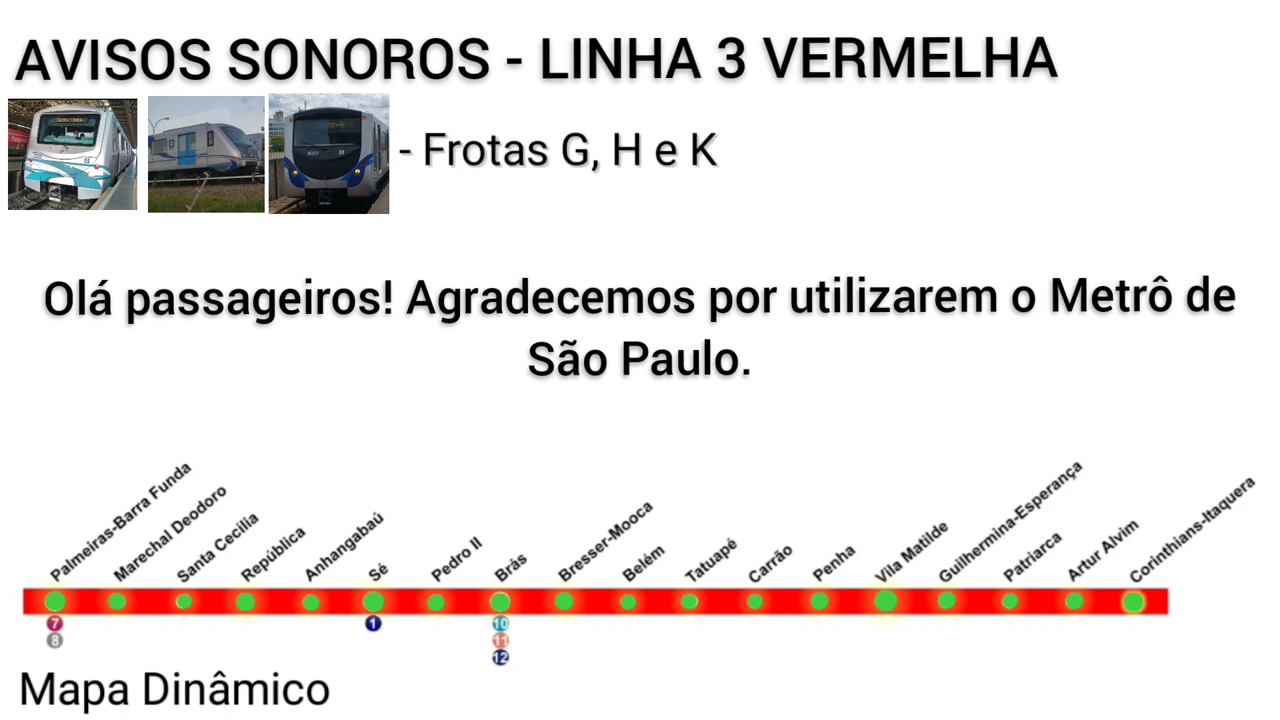 AVISOS SONOROS - LINHA 3 VERMELHA
- Frotas G, H e K
Olá passageiros! Agradecemos por utilizarem o Metrô de
São Paulo.
Palmeiras-Barra Funda
Marechal Deodoro
Santa Cecília
República
Anhangabaú
Sé
Pedro II
Brás
Bresser-Mooca
Belém
Tatuapé
Carrão
Penha
Vila Matilde
Guilhermina-Esperança
Patriarca
Artur Alvim
Corinthians-Itaquera
7
8
1
10
11
12
Mapa Dinâmico